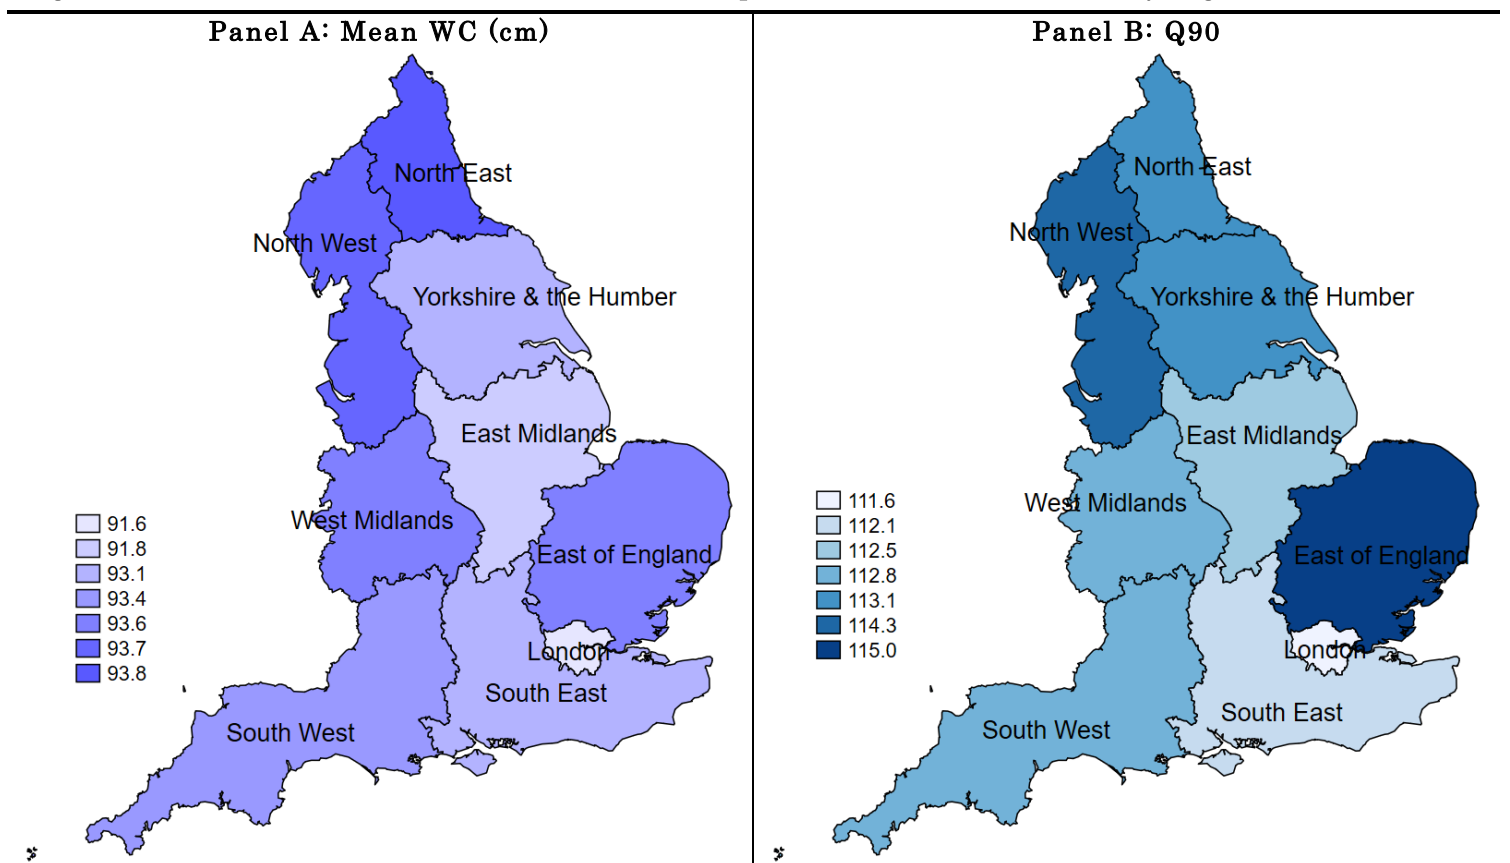 Panel A: Mean WC (cm)
North East
North West
Yorkshire & the Humber
East Midlands
West Midlands
East of England
London
South East
South West
91.6
91.8
93.1
93.4
93.6
93.7
93.8
Panel B: Q90
North East
North West
Yorkshire & the Humber
East Midlands
West Midlands
East of England
London
South East
South West
111.6
112.1
112.5
112.8
113.1
114.3
115.0